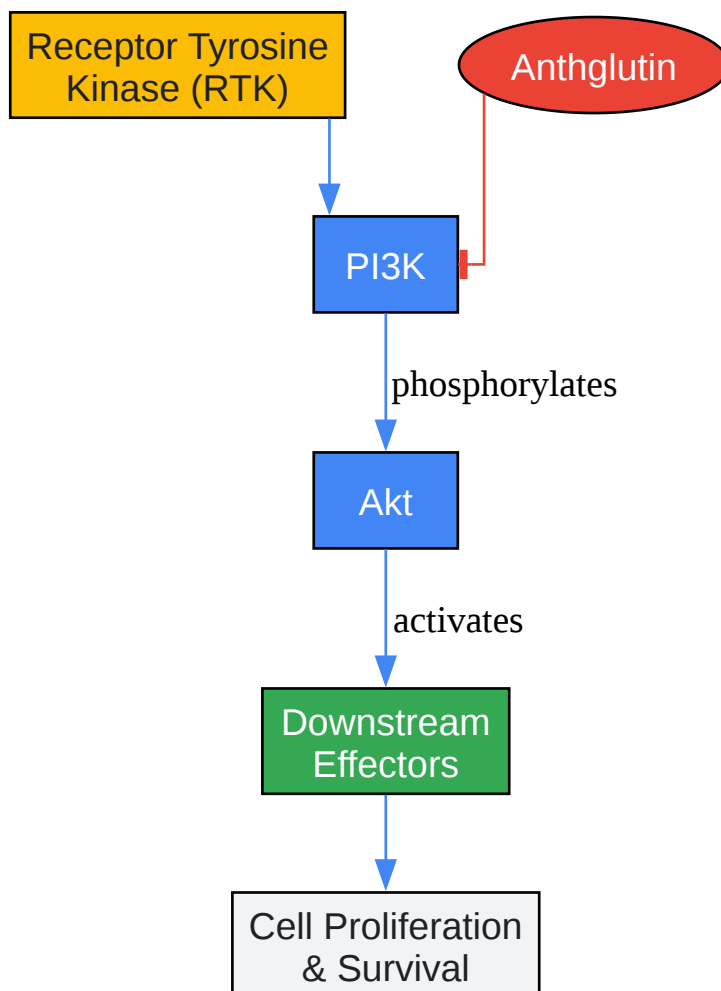 Receptor Tyrosine
Kinase (RTK)
Anthglutin
PI3K
phosphorylates
Akt
activates
Downstream
Effectors
Cell Proliferation
& Survival